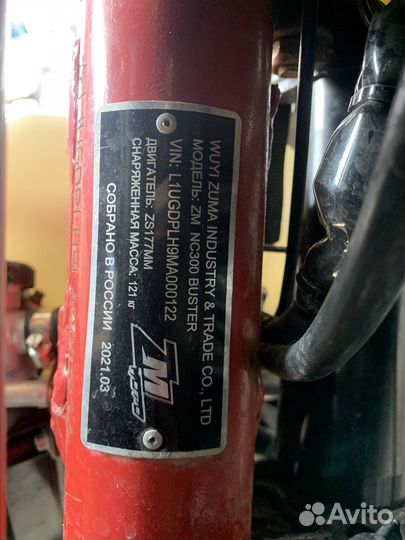 WUYI ZUMA INDUSTRY & TRADE CO., LTD
МОДЕЛЬ: ZM NC300 BUSTER
VIN: L1UGDPLH9MA000122
ДВИГАТЕЛЬ: ZS177MM
СНАРЯЖЕННАЯ МАССА: 121 кг
СОБРАНО В РОССИИ 2021.03
ZM
Avito